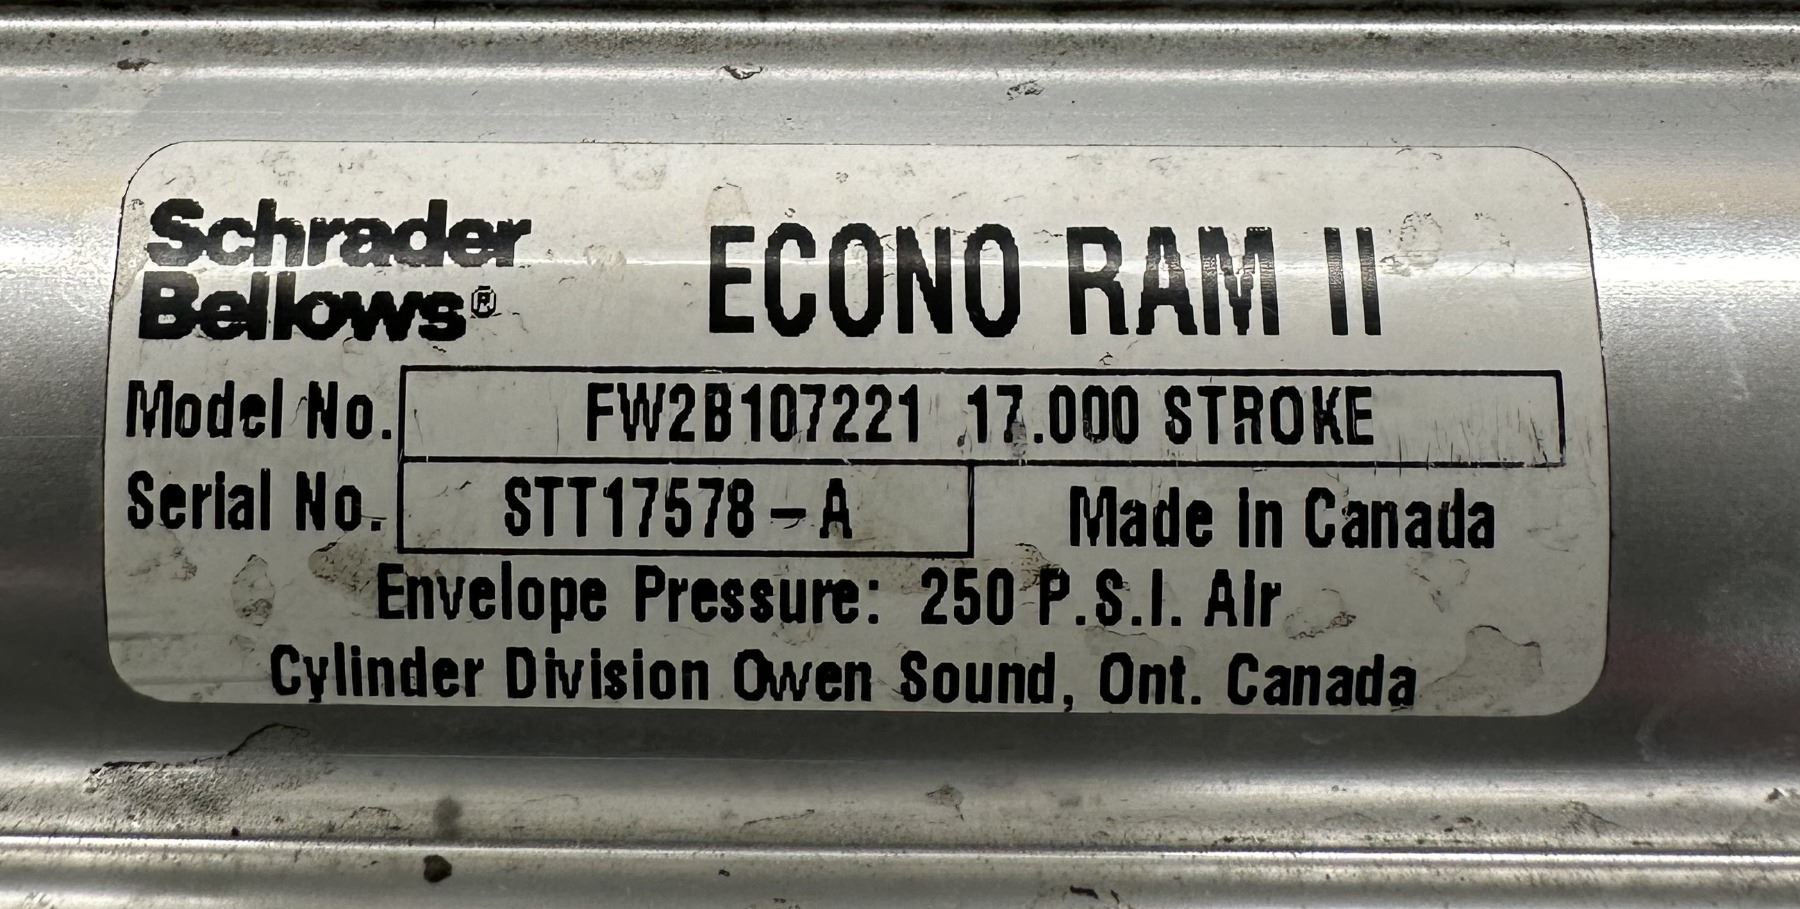 Schrader
Bellows®
ECONO RAM II
Model No. FW2B107221 17.000 STROKE
Serial No. STT17578-A Made in Canada
Envelope Pressure: 250 P.S.I. Air
Cylinder Division Owen Sound, Ont. Canada